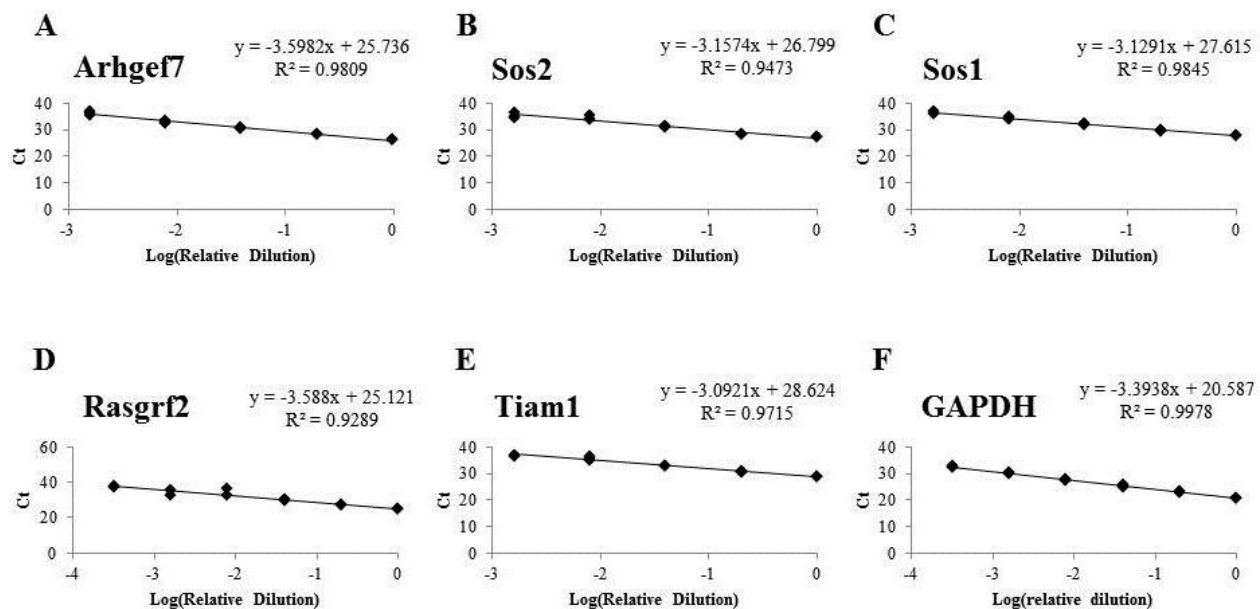 A
Arhgef7
y = -3.5982x + 25.736
R² = 0.9809
40
30
20
10
0
Ct
-3
-2
-1
0
Log(Relative Dilution)
B
Sos2
y = -3.1574x + 26.799
R² = 0.9473
40
30
20
10
0
Ct
-3
-2
-1
0
Log(Relative Dilution)
C
Sos1
y = -3.1291x + 27.615
R² = 0.9845
40
30
20
10
0
Ct
-3
-2
-1
0
Log(Relative Dilution)
D
Rasgrf2
y = -3.588x + 25.121
R² = 0.9289
60
40
20
0
Ct
-4
-3
-2
-1
0
Log(Relative Dilution)
E
Tiam1
y = -3.0921x + 28.624
R² = 0.9715
40
30
20
10
0
Ct
-3
-2
-1
0
Log(Relative Dilution)
F
GAPDH
y = -3.3938x + 20.587
R² = 0.9978
40
30
20
10
0
Ct
-4
-3
-2
-1
0
Log(relative dilution)